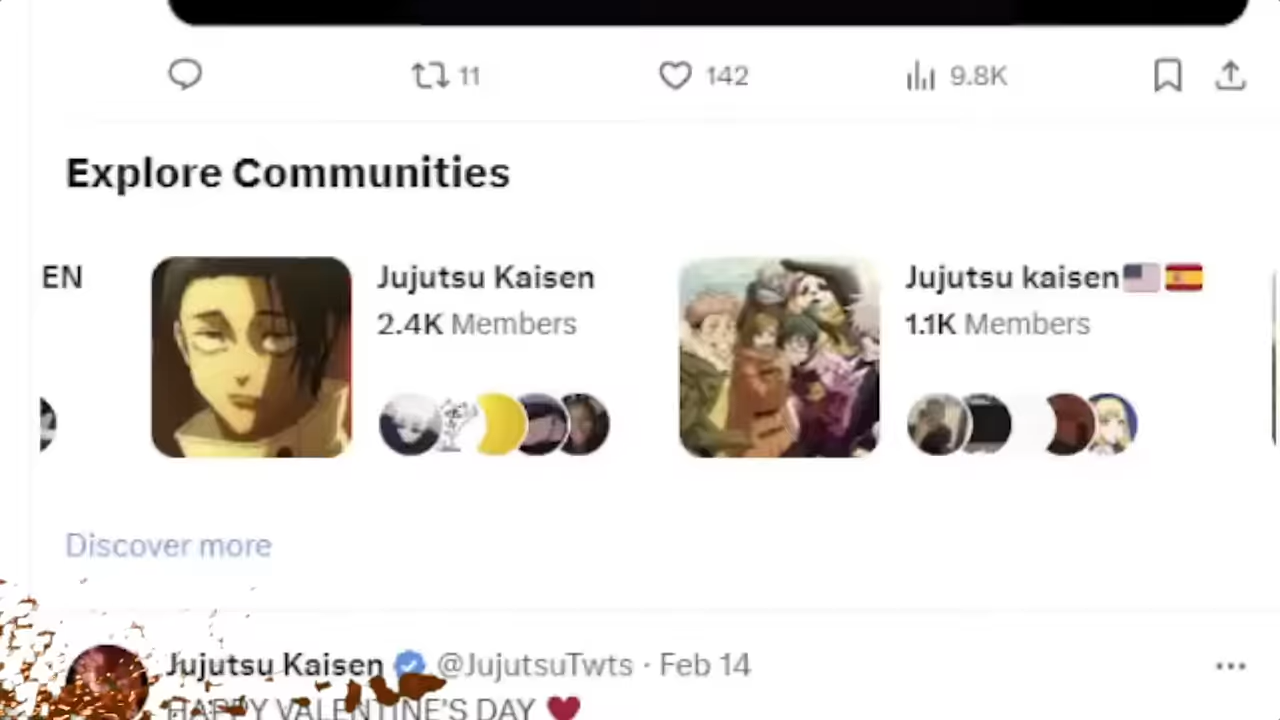 11 142 9.8K
Explore Communities
EN
Jujutsu Kaisen
2.4K Members
Jujutsu kaisen🇺🇸🇪🇸
1.1K Members
Discover more
Jujutsu Kaisen @JujutsuTwts · Feb 14
HAPPY VALENTINE'S DAY ♥